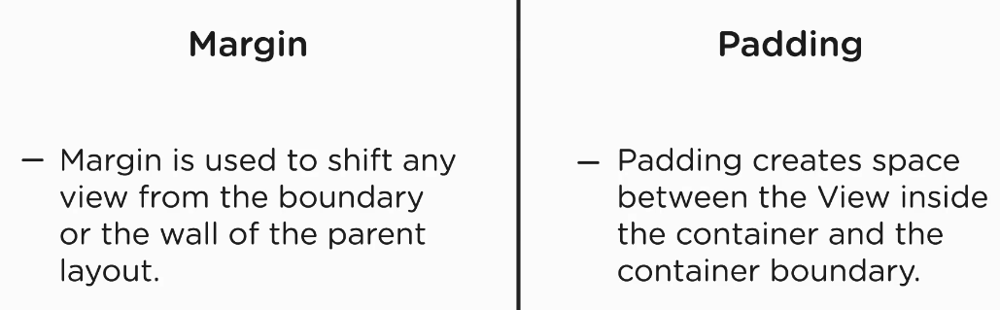 Margin
— Margin is used to shift any
view from the boundary
or the wall of the parent
layout.
Padding
— Padding creates space
between the View inside
the container and the
container boundary.